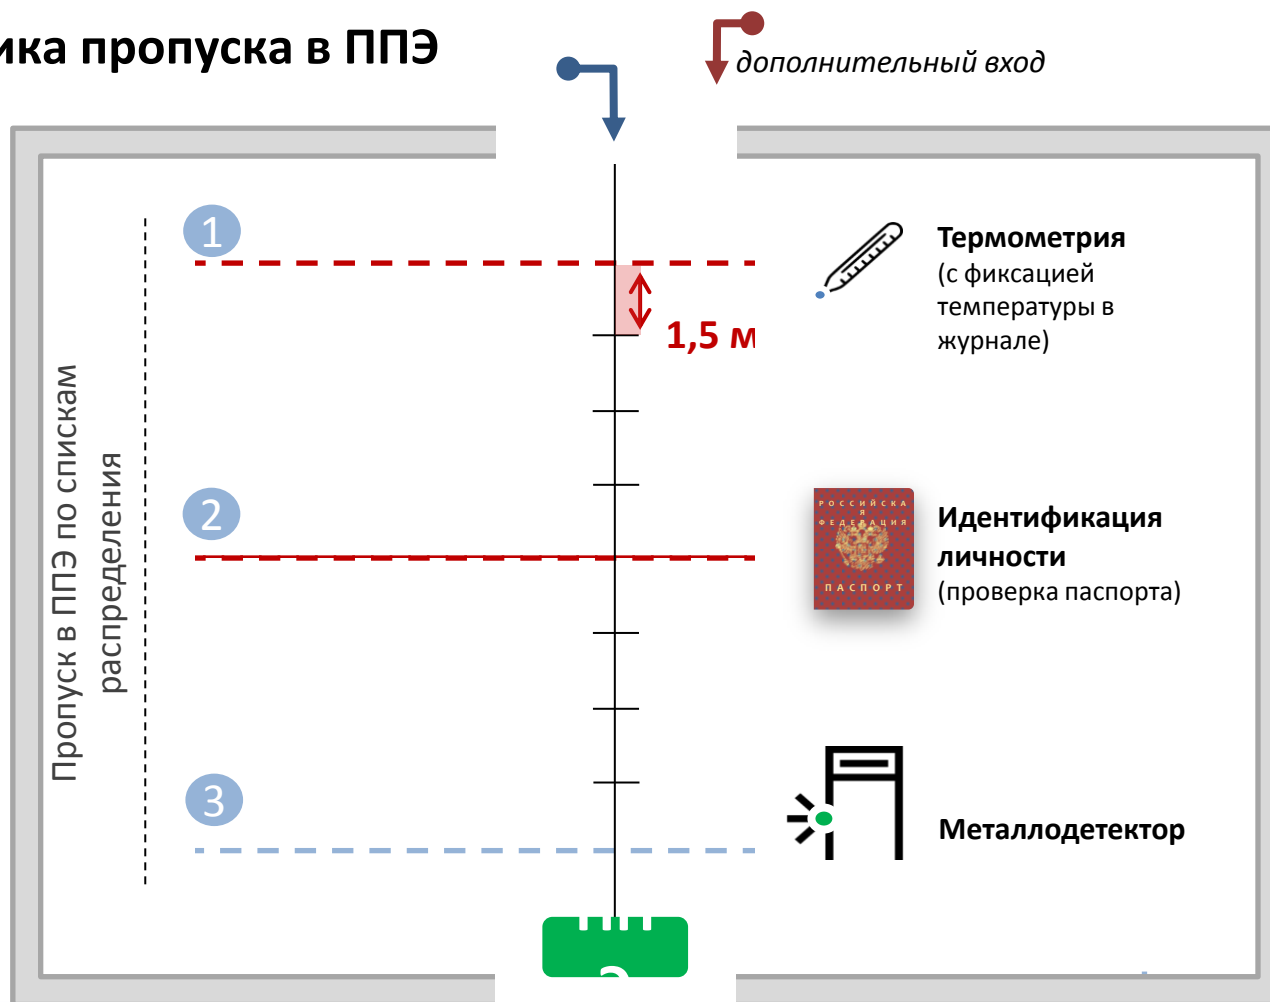 ика пропуска в ППЭ
дополнительный вход
Пропуск в ППЭ по спискам
распределения
1
1,5 м
Термометрия
(с фиксацией
температуры в
журнале)
2
РОССИЙСКА
Я
ФЕДЕРАЦИЯ
ПАСПОРТ
Идентификация
личности
(проверка паспорта)
3
Металлодетектор